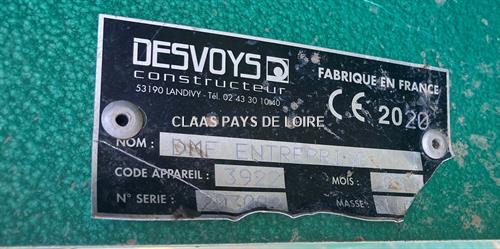 DESVOYS
constructeur
53190 LANDIVY - Tél. 02 43 30 10 40
FABRIQUE EN FRANCE
CE 2020
CLAAS PAYS DE LOIRE
NOM : ENTREPRISE
CODE APPAREIL :
MOIS :
N° SERIE :
MASSE